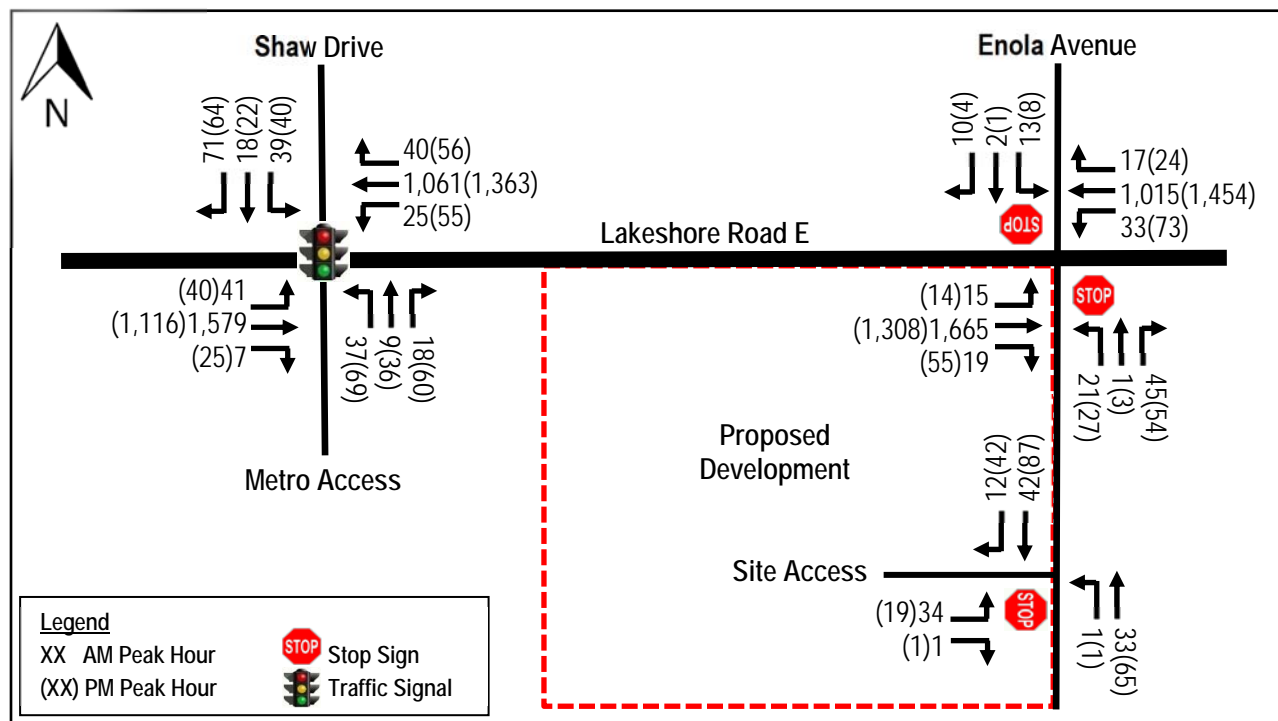 Shaw Drive
Enola Avenue
N
71(64)
18(22)
39(40)
40(56)
1,061(1,363)
25(55)
10(4)
2(1)
13(8)
17(24)
1,015(1,454)
33(73)
STOP
Lakeshore Road E
(40)41
(1,116)1,579
(25)7
37(69)
9(36)
18(60)
(14)15
(1,308)1,665
(55)19
STOP
21(27)
1(3)
45(54)
Metro Access
Proposed
Development
12(42)
42(87)
Site Access
(19)34
(1)1
STOP
1(1)
33(65)
Legend
XX AM Peak Hour
(XX) PM Peak Hour
STOP Stop Sign
Traffic Signal